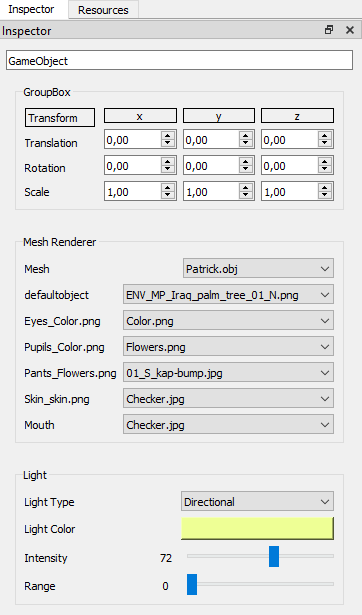 Inspector Resources
Inspector
GameObject
GroupBox
Transform x y z
Translation 0,00 0,00 0,00
Rotation 0,00 0,00 0,00
Scale 1,00 1,00 1,00
Mesh Renderer
Mesh Patrick.obj
defaultobject ENV_MP_Iraq_palm_tree_01_N.png
Eyes_Color.png Color.png
Pupils_Color.png Flowers.png
Pants_Flowers.png 01_S_kap-bump.jpg
Skin_skin.png Checker.jpg
Mouth Checker.jpg
Light
Light Type Directional
Light Color
Intensity 72
Range 0